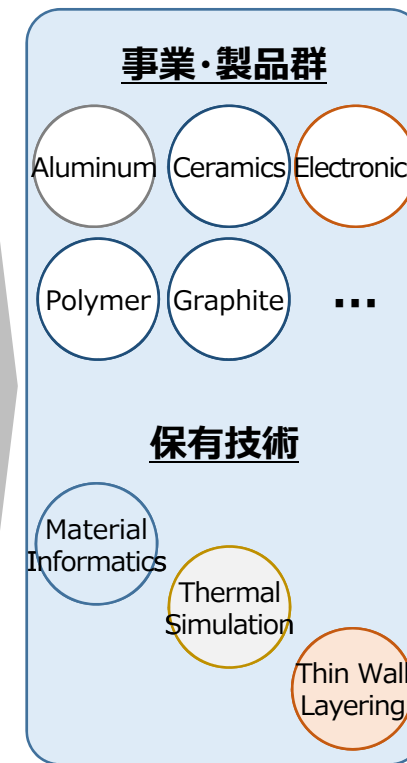 事業・製品群
Aluminum Ceramics Electronic
Polymer Graphite ...
保有技術
Material
Informatics
Thermal
Simulation
Thin Wall
Layering